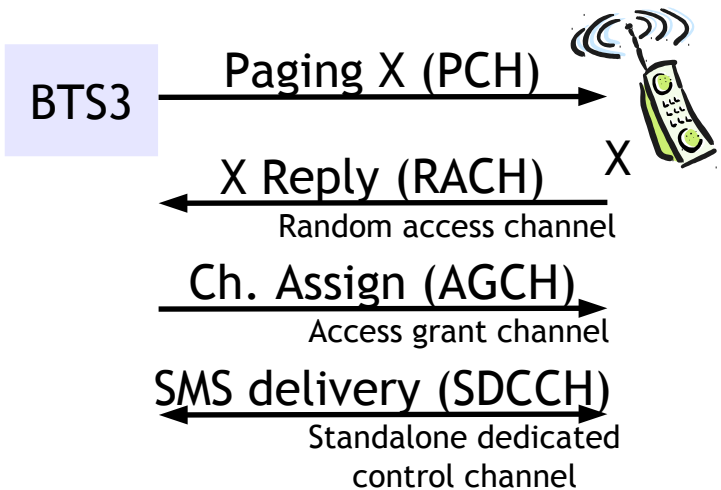 Paging X (PCH)
BTS3
X
X Reply (RACH)
Random access channel
Ch. Assign (AGCH)
Access grant channel
SMS delivery (SDCCH)
Standalone dedicated
control channel